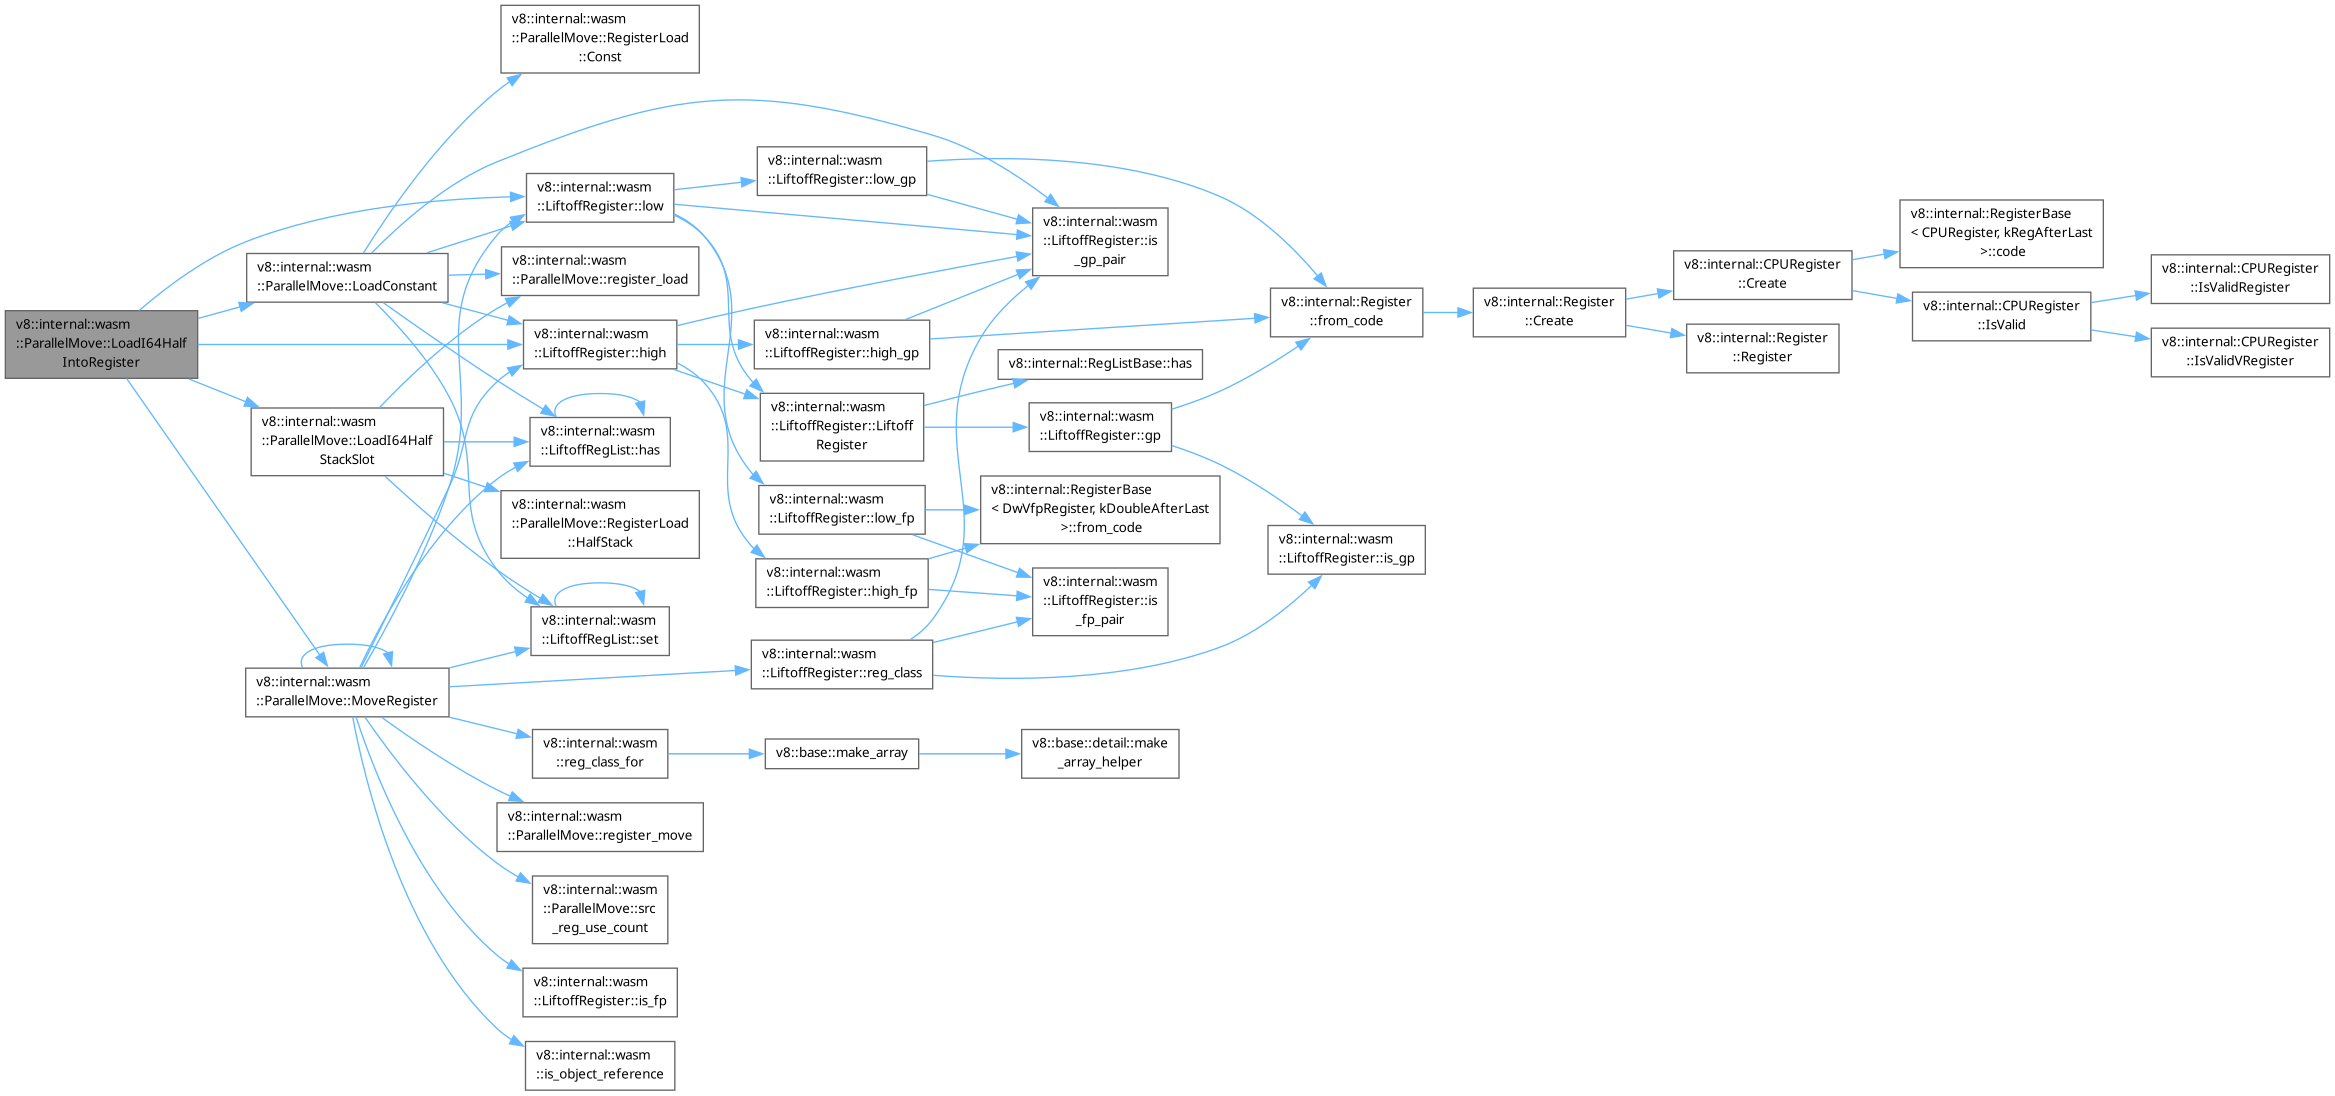 v8::internal::wasm
::ParallelMove::LoadI64Half
IntoRegister
v8::internal::wasm
::ParallelMove::LoadConstant
v8::internal::wasm
::ParallelMove::LoadI64Half
StackSlot
v8::internal::wasm
::ParallelMove::MoveRegister
v8::internal::wasm
::ParallelMove::RegisterLoad
::Const
v8::internal::wasm
::LiftoffRegister::low
v8::internal::wasm
::ParallelMove::register_load
v8::internal::wasm
::LiftoffRegister::high
v8::internal::wasm
::LiftoffRegList::has
v8::internal::wasm
::ParallelMove::RegisterLoad
::HalfStack
v8::internal::wasm
::LiftoffRegList::set
v8::internal::wasm
::reg_class_for
v8::internal::wasm
::ParallelMove::register_move
v8::internal::wasm
::ParallelMove::src
_reg_use_count
v8::internal::wasm
::LiftoffRegister::is_fp
v8::internal::wasm
::is_object_reference
v8::internal::wasm
::LiftoffRegister::low_gp
v8::internal::wasm
::LiftoffRegister::high_gp
v8::internal::wasm
::LiftoffRegister::Liftoff
Register
v8::internal::wasm
::LiftoffRegister::low_fp
v8::internal::wasm
::LiftoffRegister::high_fp
v8::internal::wasm
::LiftoffRegister::reg_class
v8::base::make_array
v8::internal::wasm
::LiftoffRegister::is
_gp_pair
v8::internal::RegListBase::has
v8::internal::wasm
::LiftoffRegister::gp
v8::internal::RegisterBase
< DwVfpRegister, kDoubleAfterLast
>::from_code
v8::internal::wasm
::LiftoffRegister::is
_fp_pair
v8::base::detail::make
_array_helper
v8::internal::Register
::from_code
v8::internal::wasm
::LiftoffRegister::is_gp
v8::internal::Register
::Create
v8::internal::CPURegister
::Create
v8::internal::Register
::Register
v8::internal::RegisterBase
< CPURegister, kRegAfterLast
>::code
v8::internal::CPURegister
::IsValid
v8::internal::CPURegister
::IsValidRegister
v8::internal::CPURegister
::IsValidVRegister